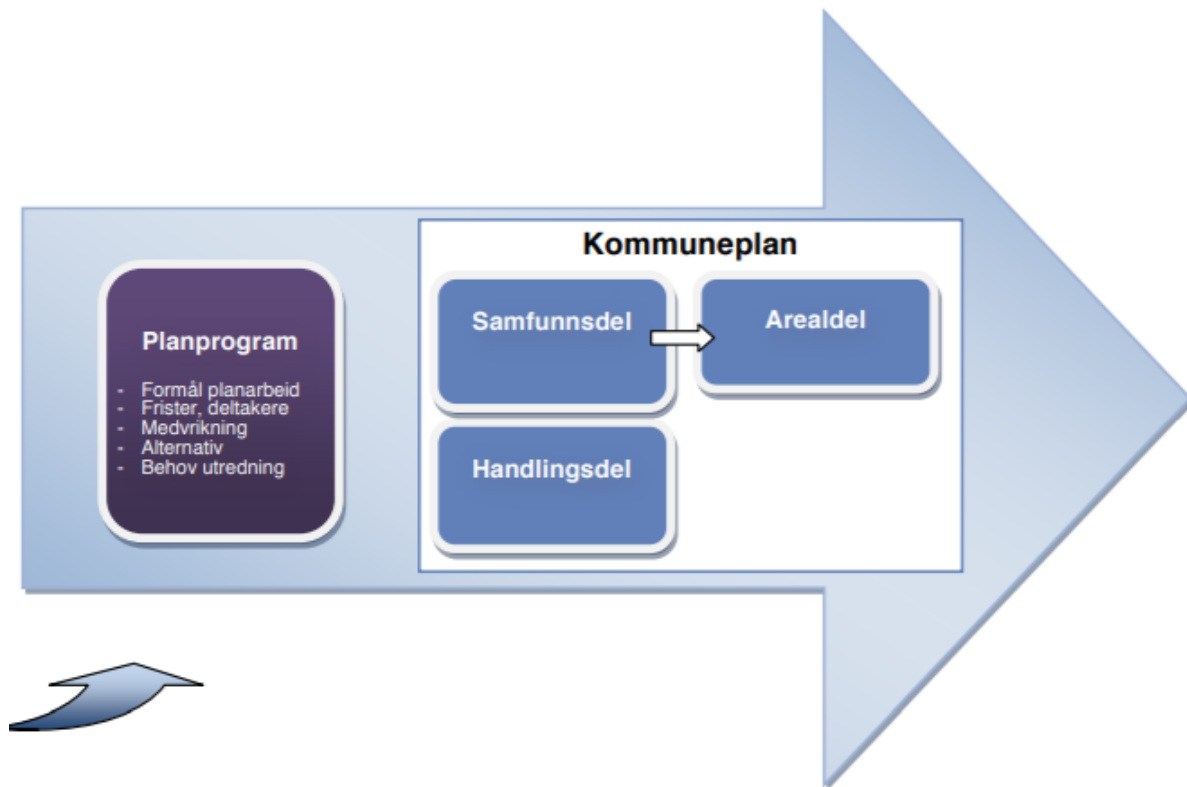 Planprogram
- Formål planarbeid
- Frister, deltakere
- Medvrikning
- Alternativ
- Behov utredning
Kommuneplan
Samfunnsdel
Arealdel
Handlingsdel